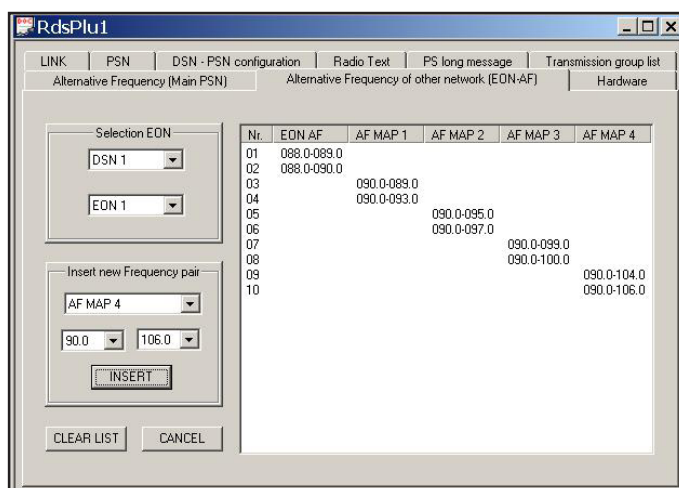 RdsPlu1
LINK PSN DSN - PSN configuration Radio Text PS long message Transmission group list
Alternative Frequency (Main PSN) Alternative Frequency of other network (EON-AF) Hardware
Selection EON
DSN 1
EON 1
Insert new Frequency pair
AF MAP 4
90.0 106.0
INSERT
CLEAR LIST CANCEL
Nr. EON AF AF MAP 1 AF MAP 2 AF MAP 3 AF MAP 4
01 088.0-089.0
02 088.0-090.0
03 090.0-089.0
04 090.0-093.0
05 090.0-095.0
06 090.0-097.0
07 090.0-099.0
08 090.0-100.0
09 090.0-104.0
10 090.0-106.0